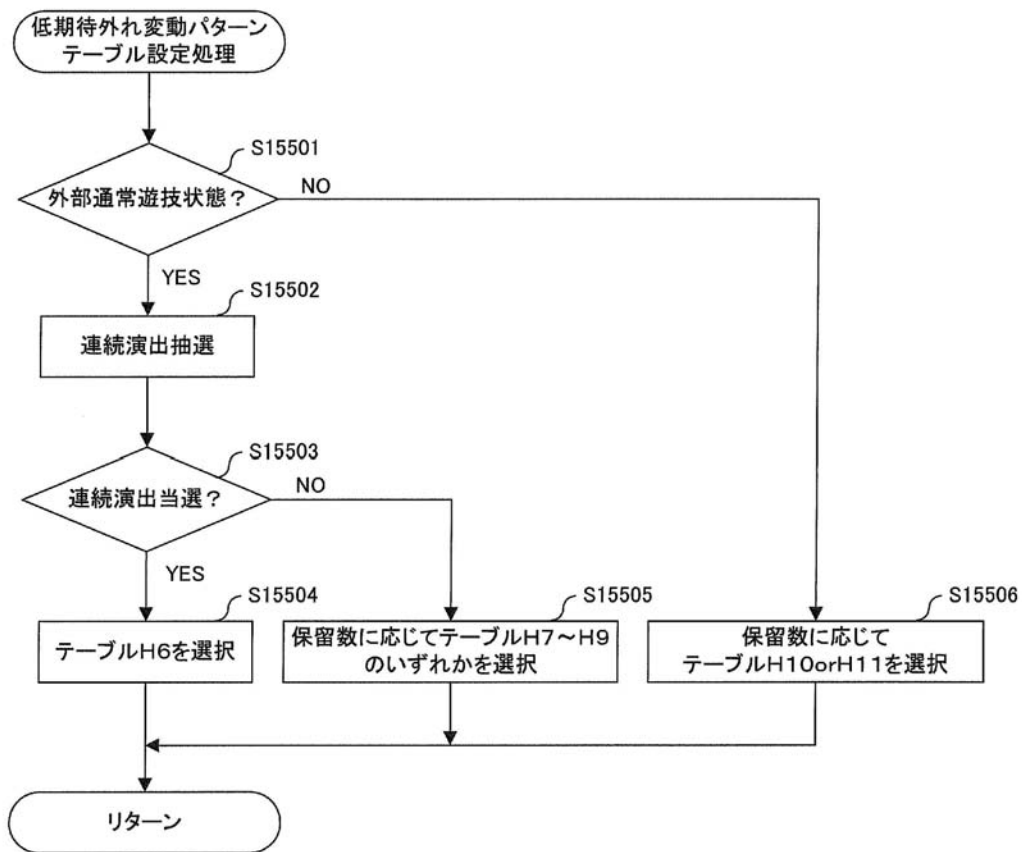 低期待外れ変動パターン
テーブル設定処理
S15501
外部通常遊技状態？
NO
YES
S15502
連続演出抽選
S15503
連続演出当選？
NO
YES
S15504
テーブルH6を選択
S15505
保留数に応じてテーブルH7～H9
のいずれかを選択
S15506
保留数に応じて
テーブルH10orH11を選択
リターン